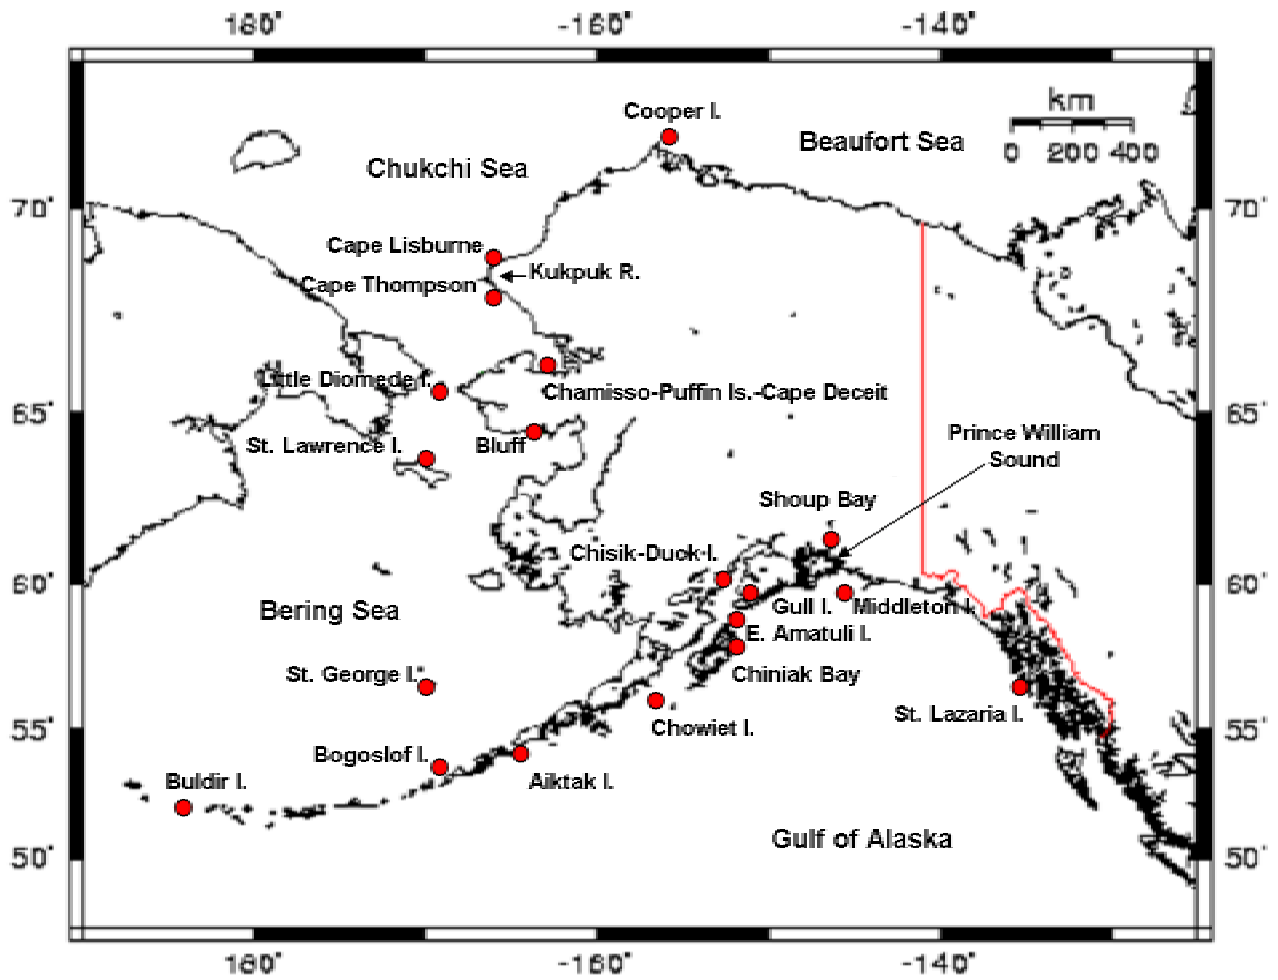 180° -160° -140°
Cooper I.
km
Beaufort Sea
0 200 400
Chukchi Sea
70° 70°
Cape Lisburne
Kukpuk R.
Cape Thompson
Little Diomede I.
Chamisso-Puffin Is.-Cape Deceit
65° 65°
Prince William
Sound
St. Lawrence I.
Bluff
Shoup Bay
Chisik-Duck I.
60° 60°
Bering Sea
Gull I.
Middleton I.
E. Amatuli I.
St. George I.
Chiniak Bay
St. Lazaria I.
Chowiet I.
55° 55°
Bogoslof I.
Buldir I.
Aiktak I.
Gulf of Alaska
50° 50°
180° -160° -140°